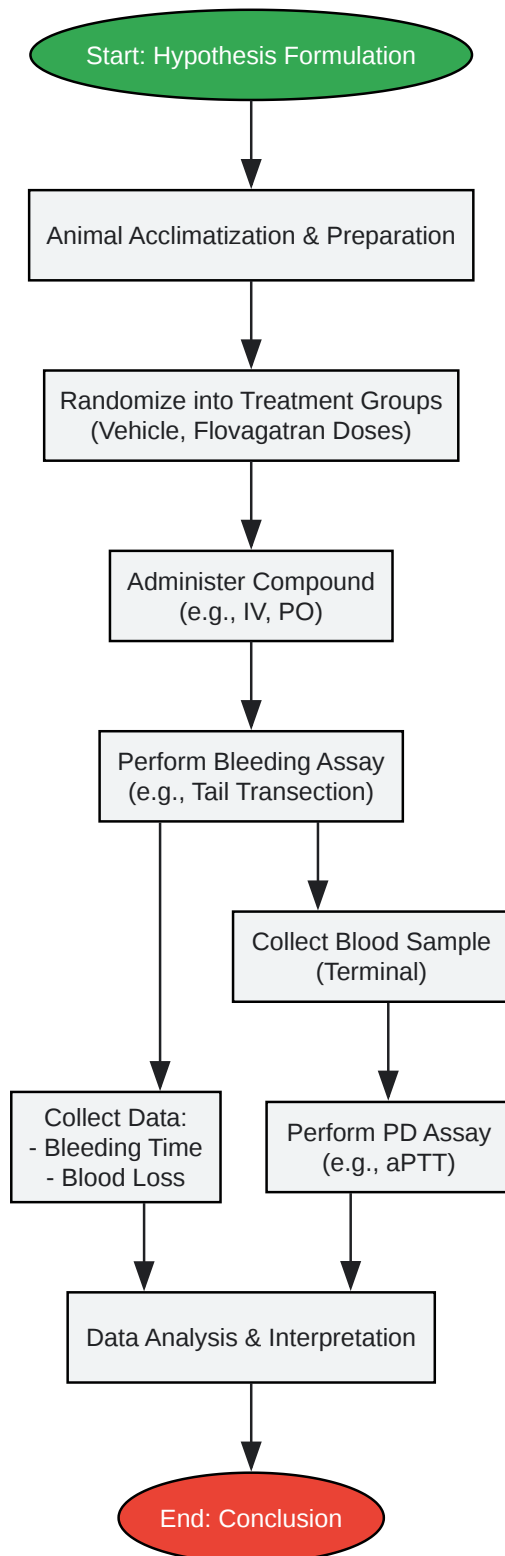 Start: Hypothesis Formulation
Animal Acclimatization & Preparation
Randomize into Treatment Groups
(Vehicle, Flovagatran Doses)
Administer Compound
(e.g., IV, PO)
Perform Bleeding Assay
(e.g., Tail Transection)
Collect Blood Sample
(Terminal)
Collect Data:
- Bleeding Time
- Blood Loss
Perform PD Assay
(e.g., aPTT)
Data Analysis & Interpretation
End: Conclusion